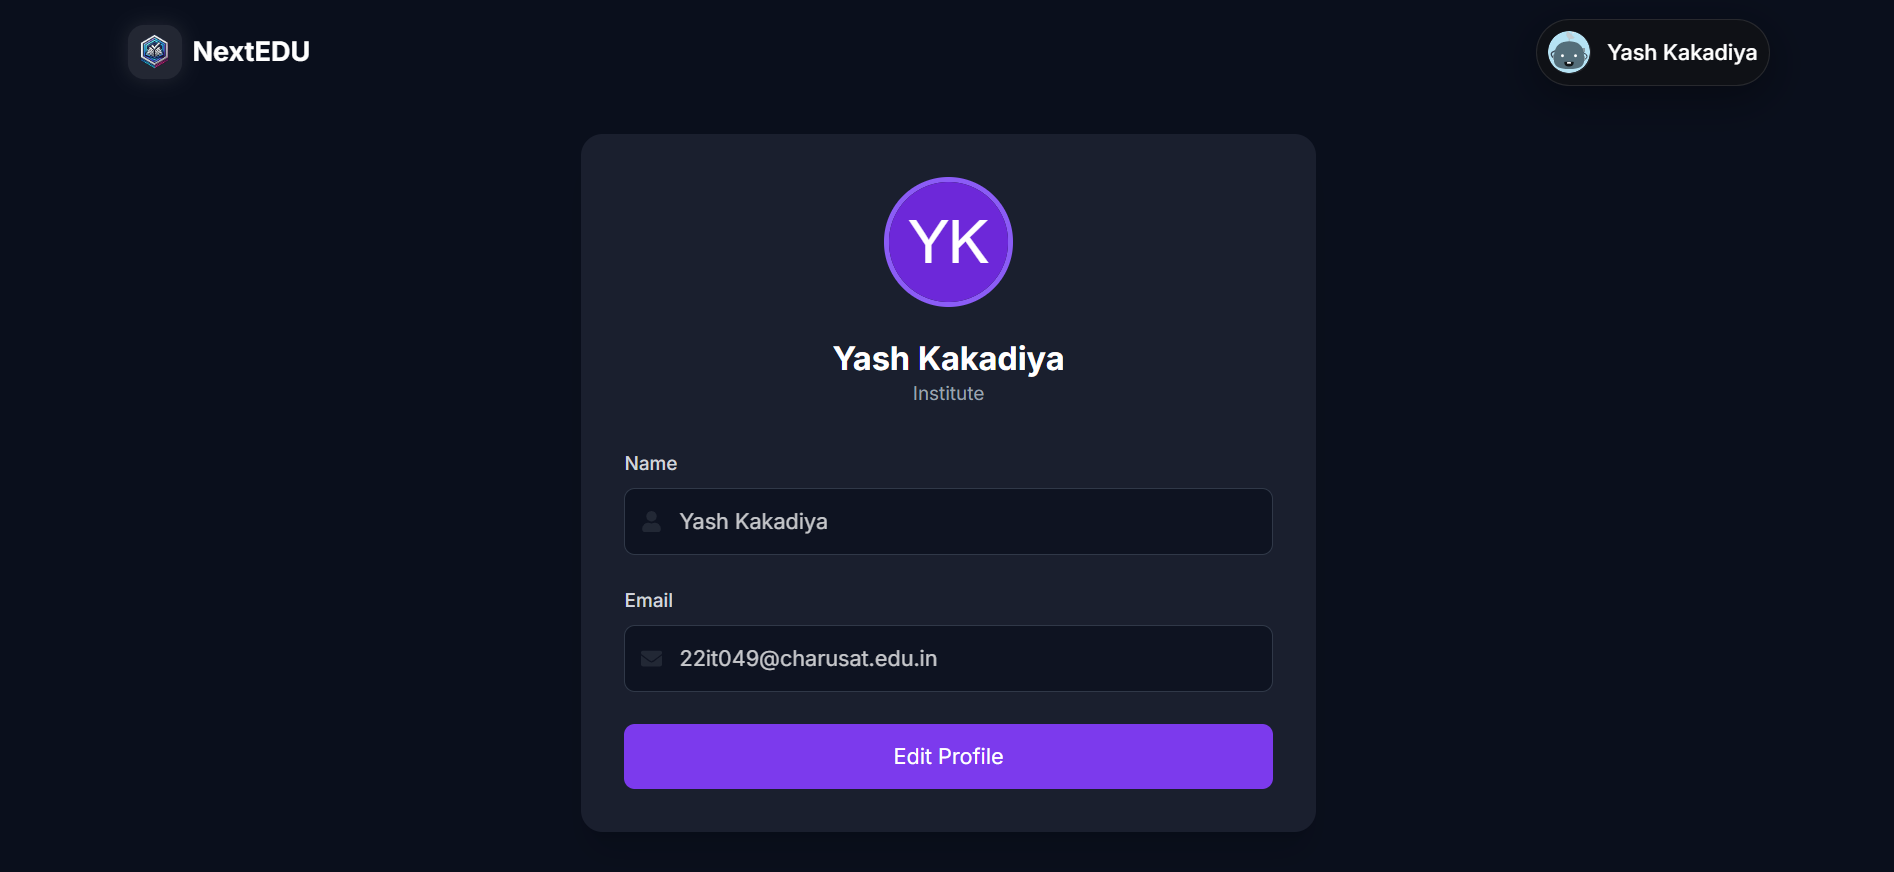 NextEDU
Yash Kakadiya
YK
Yash Kakadiya
Institute
Name
Yash Kakadiya
Email
22it049@charusat.edu.in
Edit Profile